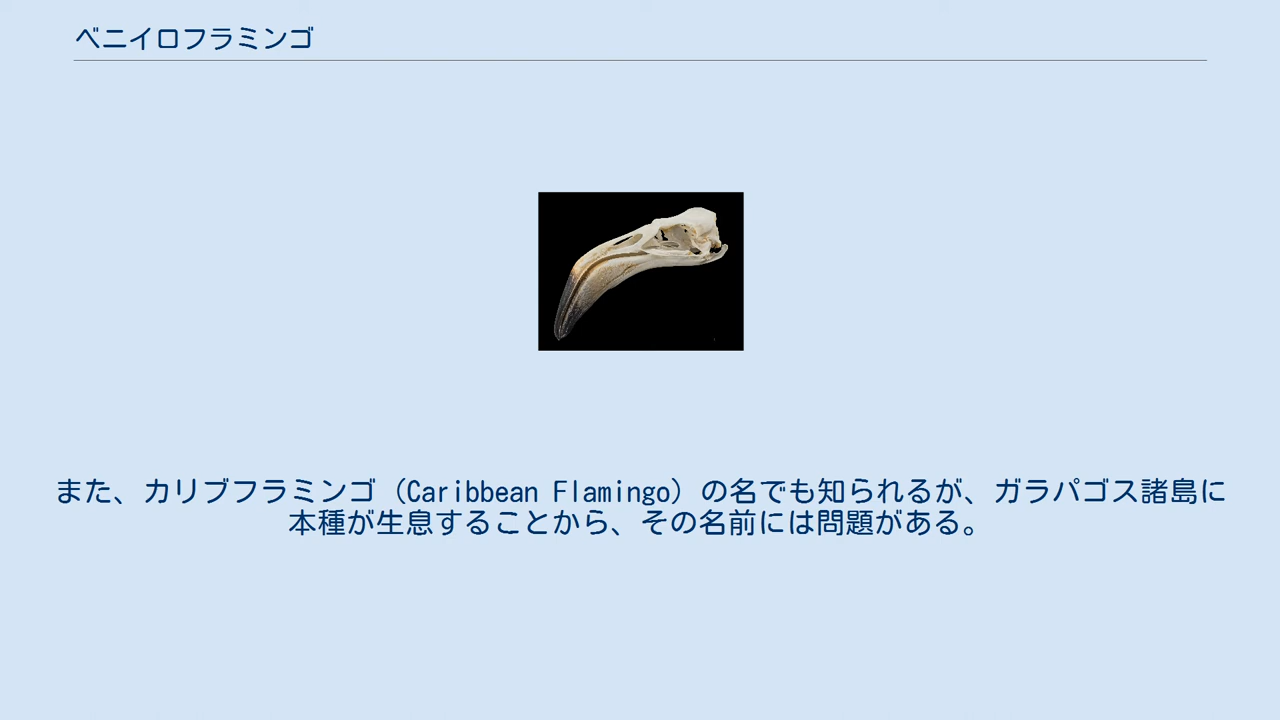 ベニイロフラミンゴ
また、カリブフラミンゴ（Caribbean Flamingo）の名でも知られるが、ガラパゴス諸島に
本種が生息することから、その名前には問題がある。